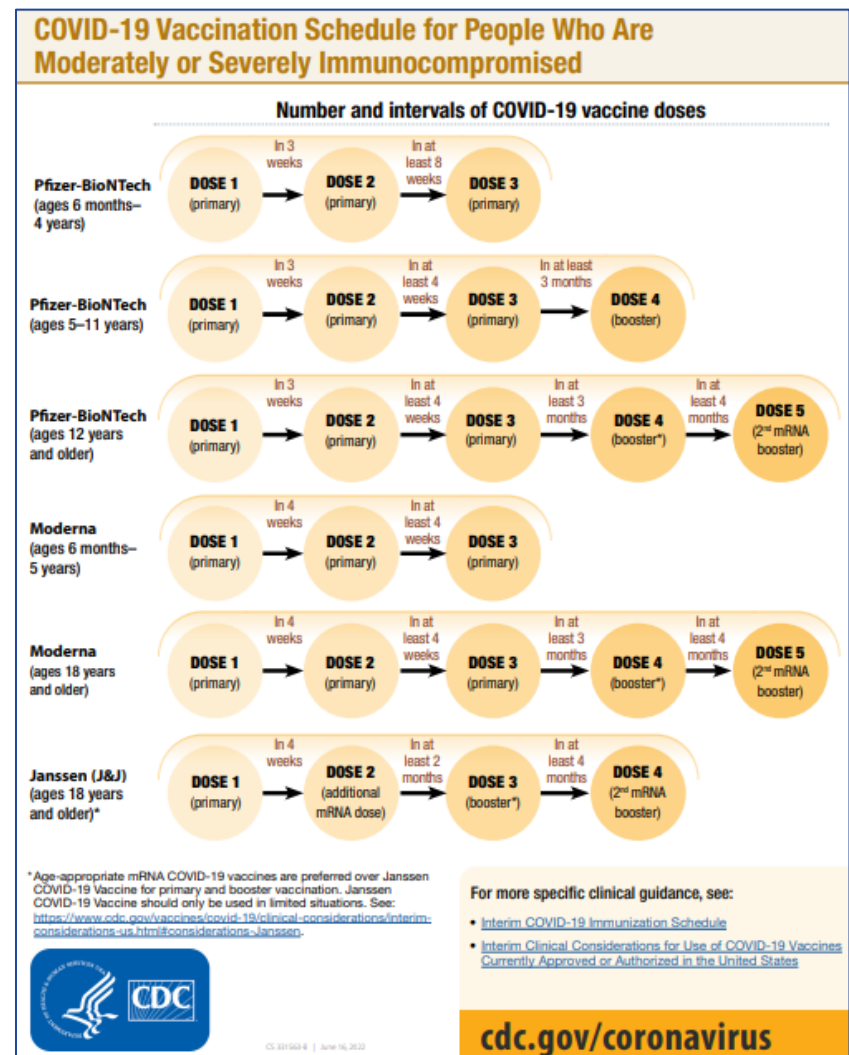 COVID-19 Vaccination Schedule for People Who Are
Moderately or Severely Immunocompromised
Number and intervals of COVID-19 vaccine doses
Pfizer-BioNTech
(ages 6 months–
4 years)
DOSE 1
(primary)
In 3
weeks
DOSE 2
(primary)
In at
least 8
weeks
DOSE 3
(primary)
Pfizer-BioNTech
(ages 5–11 years)
DOSE 1
(primary)
In 3
weeks
DOSE 2
(primary)
In at
least 4
weeks
DOSE 3
(primary)
In at least
3 months
DOSE 4
(booster)
Pfizer-BioNTech
(ages 12 years
and older)
DOSE 1
(primary)
In 3
weeks
DOSE 2
(primary)
In at
least 4
weeks
DOSE 3
(primary)
In at
least 3
months
DOSE 4
(booster*)
In at
least 4
months
DOSE 5
(2nd mRNA
booster)
Moderna
(ages 6 months–
5 years)
DOSE 1
(primary)
In 4
weeks
DOSE 2
(primary)
In at
least 4
weeks
DOSE 3
(primary)
Moderna
(ages 18 years
and older)
DOSE 1
(primary)
In 4
weeks
DOSE 2
(primary)
In at
least 4
weeks
DOSE 3
(primary)
In at
least 3
months
DOSE 4
(booster*)
In at
least 4
months
DOSE 5
(2nd mRNA
booster)
Janssen (J&J)
(ages 18 years
and older)*
DOSE 1
(primary)
In 4
weeks
DOSE 2
(additional
mRNA dose)
In at
least 2
months
DOSE 3
(booster*)
In at
least 4
months
DOSE 4
(2nd mRNA
booster)
*Age-appropriate mRNA COVID-19 vaccines are preferred over Janssen
COVID-19 Vaccine for primary and booster vaccination. Janssen
COVID-19 Vaccine should only be used in limited situations. See:
https://www.cdc.gov/vaccines/covid-19/clinical-considerations/interim-
considerations-us.html#considerations-Janssen.
For more specific clinical guidance, see:
• Interim COVID-19 Immunization Schedule
• Interim Clinical Considerations for Use of COVID-19 Vaccines
Currently Approved or Authorized in the United States
CDC
CS 331563-B | June 16, 2022
cdc.gov/coronavirus